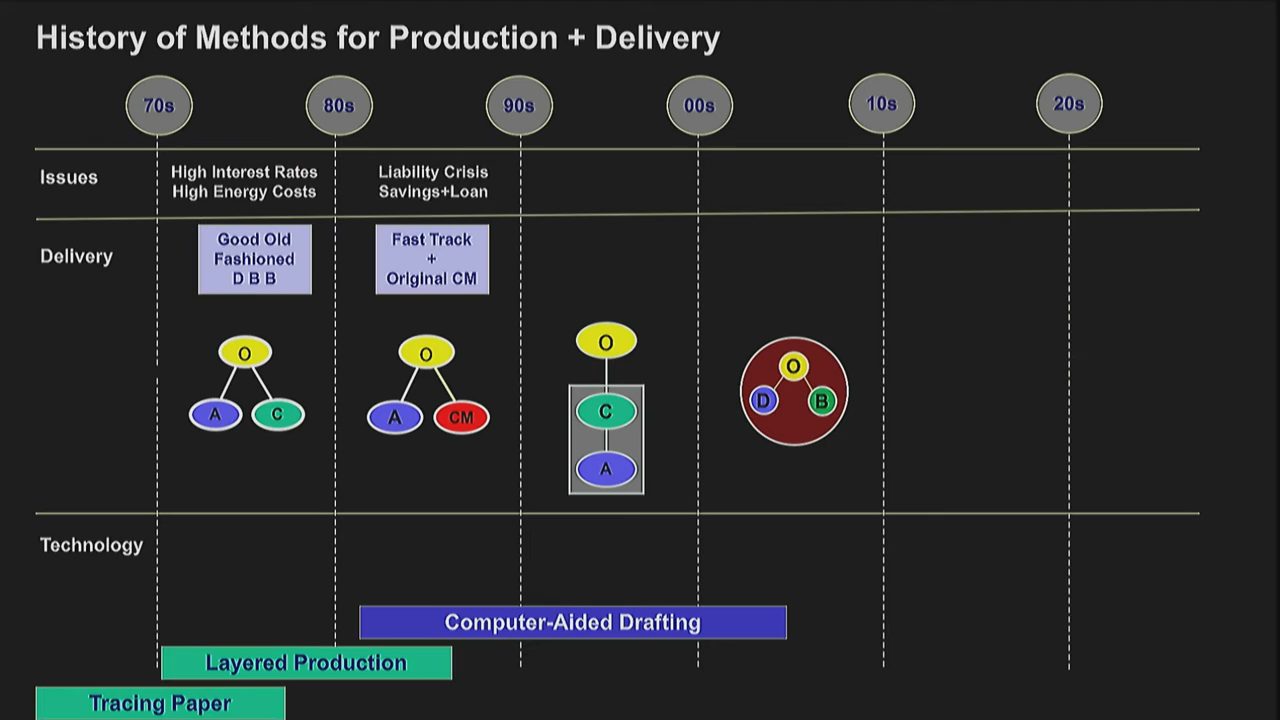 History of Methods for Production + Delivery
70s
80s
90s
00s
10s
20s
Issues
High Interest Rates
High Energy Costs
Liability Crisis
Savings+Loan
Delivery
Good Old
Fashioned
D B B
Fast Track
+
Original CM
O
A
C
O
A
CM
O
C
A
O
D
B
Technology
Computer-Aided Drafting
Layered Production
Tracing Paper